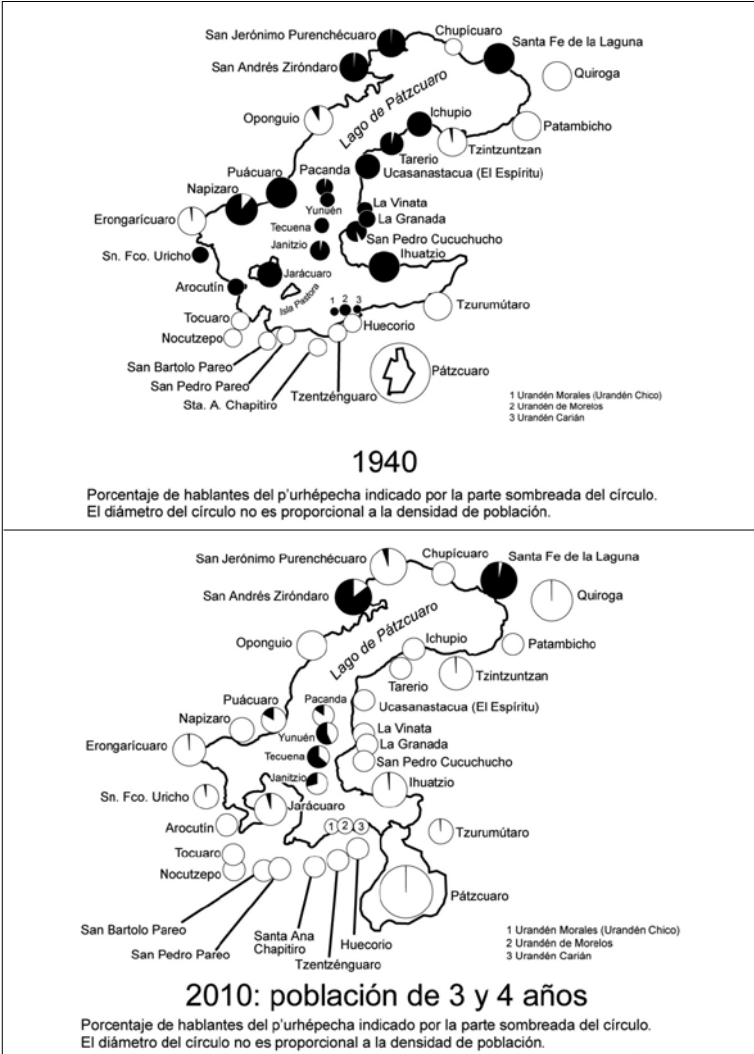 San Jerónimo Purenchécuaro
Chupícuaro
Santa Fe de la Laguna
San Andrés Ziróndaro
Quiroga
Lago de Pátzcuaro
Oponguio
Ichupio
Patambicho
Tzintzuntzan
Tarerio
Puácuaro
Pacanda
Ucasanastacua (El Espíritu)
Napizaro
Yunuén
La Vinata
Erongarícuaro
Tecuena
La Granada
San Pedro Cucuchucho
Sn. Fco. Uricho
Janitzio
Ihuatzio
Jarácuaro
Arocutín
Isla Pastora
1 2 3
Tzurumútaro
Tocuaro
Huecorio
Nocutzepo
San Bartolo Pareo
Pátzcuaro
San Pedro Pareo
Tzentzénguaro
Sta. A. Chapitiro
1 Urandén Morales (Urandén Chico)
2 Urandén de Morelos
3 Urandén Carián
1940
Porcentaje de hablantes del p'urhépecha indicado por la parte sombreada del círculo.
El diámetro del círculo no es proporcional a la densidad de población.
San Jerónimo Purenchécuaro
Chupícuaro
Santa Fe de la Laguna
San Andrés Ziróndaro
Quiroga
Lago de Pátzcuaro
Oponguio
Ichupio
Patambicho
Tzintzuntzan
Tarerio
Puácuaro
Pacanda
Ucasanastacua (El Espíritu)
Napizaro
Yunuén
La Vinata
Erongarícuaro
La Granada
Tecuena
San Pedro Cucuchucho
Janitzio
Ihuatzio
Sn. Fco. Uricho
Jarácuaro
Arocutín
1 2 3
Tzurumútaro
Tocuaro
Nocutzepo
Pátzcuaro
San Bartolo Pareo
San Pedro Pareo
Santa Ana
Chapitiro
Huecorio
Tzentzénguaro
1 Urandén Morales (Urandén Chico)
2 Urandén de Morelos
3 Urandén Carián
2010: población de 3 y 4 años
Porcentaje de hablantes del p'urhépecha indicado por la parte sombreada del círculo.
El diámetro del círculo no es proporcional a la densidad de población.